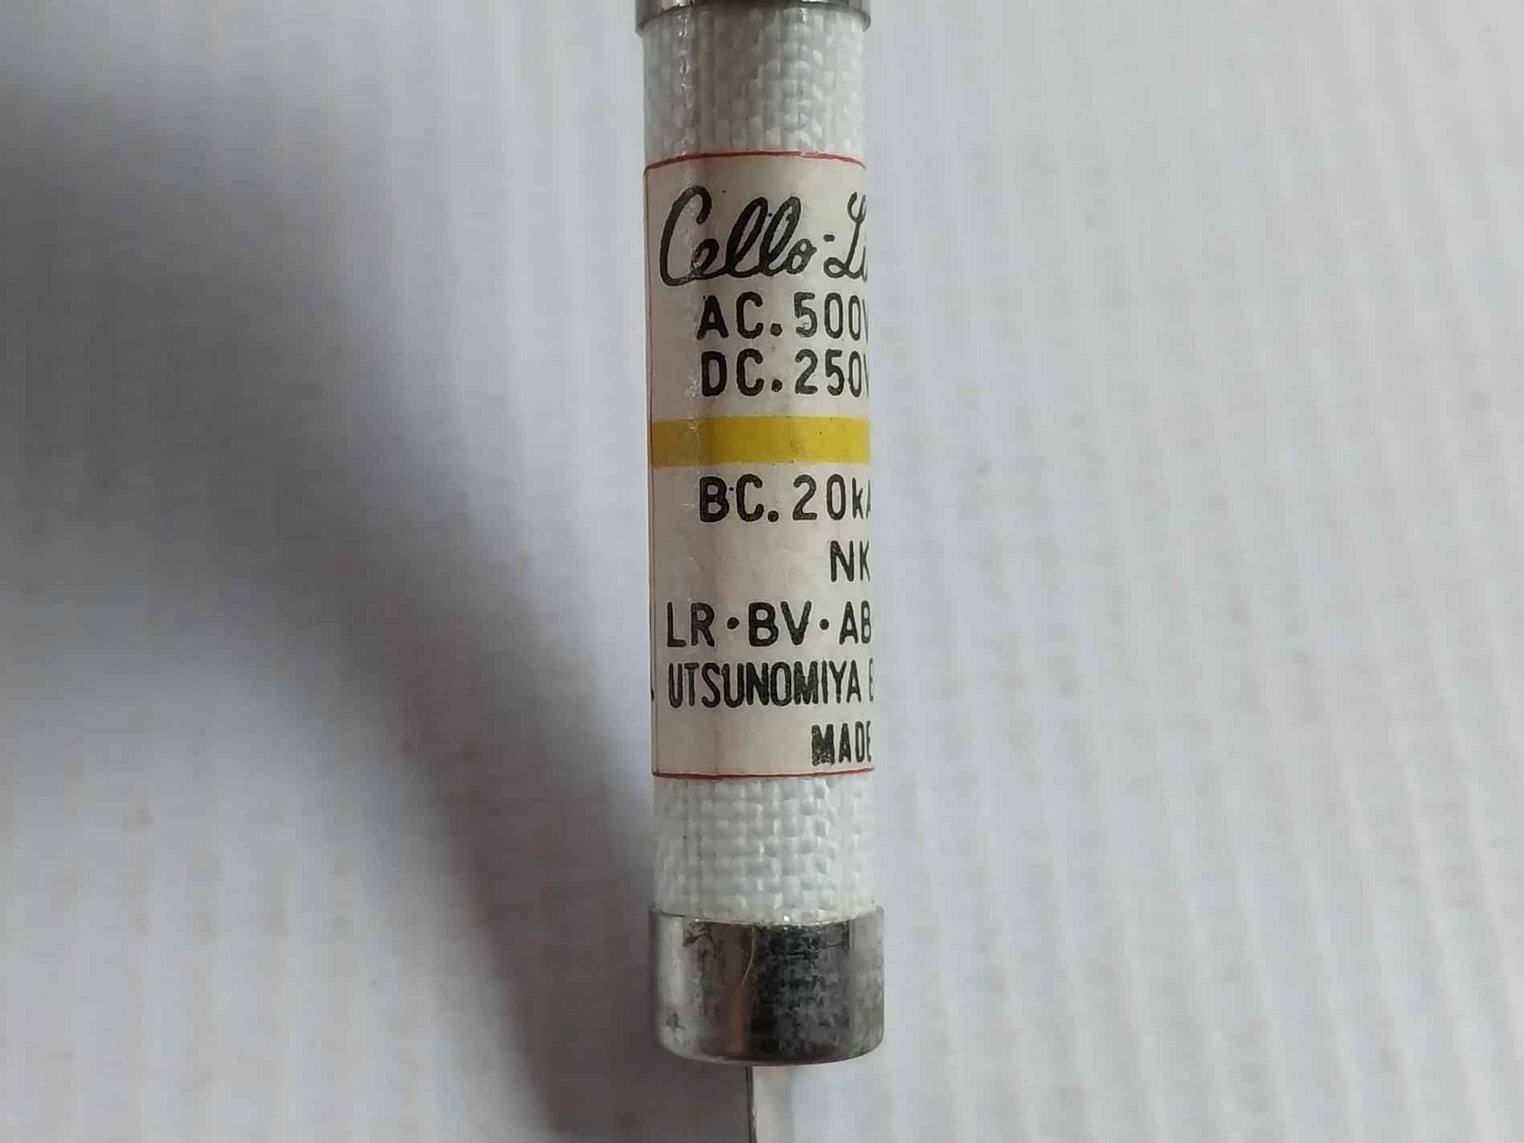 Cello-Li
AC.500V
DC.250V
BC.20kA
NK
LR·BV·AB
UTSUNOMIYA E
MADE